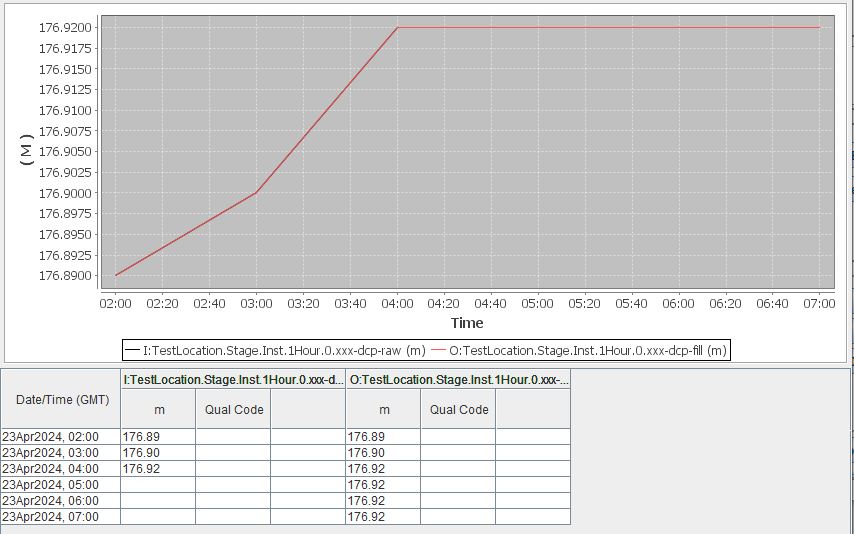 176.9200
176.9175
176.9150
176.9125
176.9100
176.9075
176.9050
176.9025
176.9000
176.8975
176.8950
176.8925
176.8900
( M )
02:00 02:20 02:40 03:00 03:20 03:40 04:00 04:20 04:40 05:00 05:20 05:40 06:00 06:20 06:40 07:00
Time
I:TestLocation.Stage.Inst.1Hour.0.xxx-dcp-raw (m) O:TestLocation.Stage.Inst.1Hour.0.xxx-dcp-fill (m)
Date/Time (GMT) I:TestLocation.Stage.Inst.1Hour.0.xxx-d... O:TestLocation.Stage.Inst.1Hour.0.xxx-...
m Qual Code m Qual Code
23Apr2024, 02:00 176.89 176.89
23Apr2024, 03:00 176.90 176.90
23Apr2024, 04:00 176.92 176.92
23Apr2024, 05:00 176.92
23Apr2024, 06:00 176.92
23Apr2024, 07:00 176.92